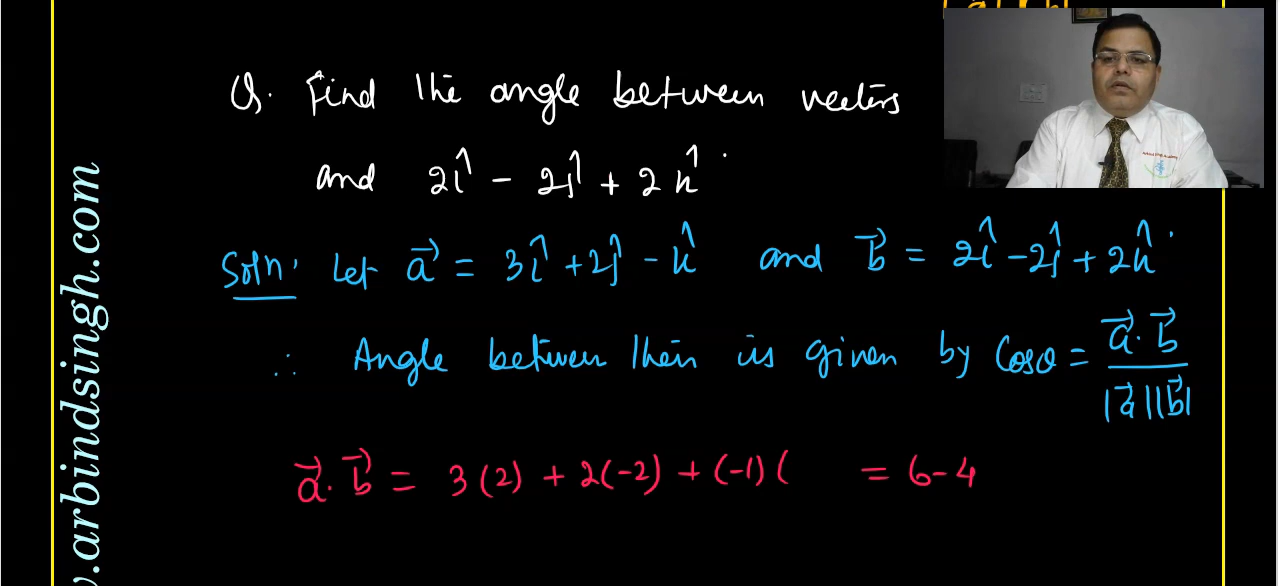 Q. Find the angle between vectors
and 2î - 2ĵ + 2k̂.
Soln. Let a⃗ = 3î + 2ĵ - k̂ and b⃗ = 2î - 2ĵ + 2k̂.
∴ Angle between them is given by Cosθ = a⃗.b⃗ / |a⃗||b⃗|
a⃗.b⃗ = 3(2) + 2(-2) + (-1)( = 6-4
.arbindsingh.com